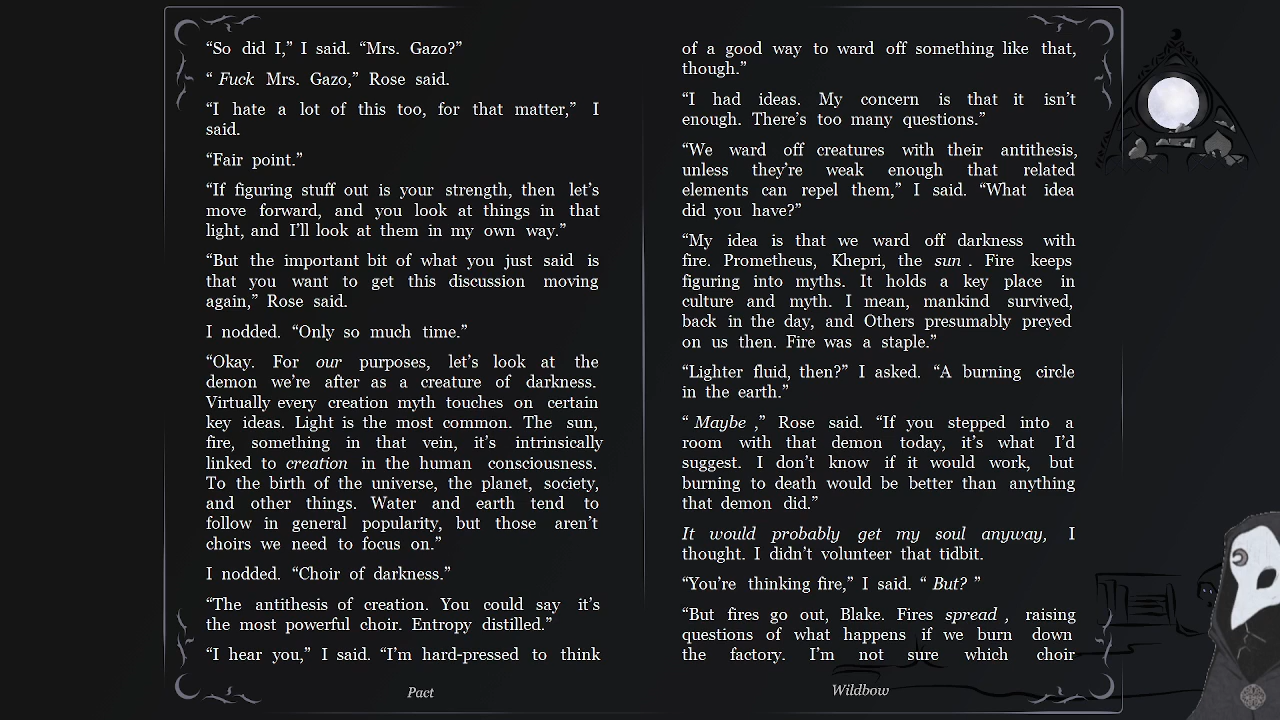 “So did I,” I said. “Mrs. Gazo?”
“ Fuck Mrs. Gazo,” Rose said.
“I hate a lot of this too, for that matter,” I
said.
“Fair point.”
“If figuring stuff out is your strength, then let’s
move forward, and you look at things in that
light, and I’ll look at them in my own way.”
“But the important bit of what you just said is
that you want to get this discussion moving
again,” Rose said.
I nodded. “Only so much time.”
“Okay. For our purposes, let’s look at the
demon we’re after as a creature of darkness.
Virtually every creation myth touches on certain
key ideas. Light is the most common. The sun,
fire, something in that vein, it’s intrinsically
linked to creation in the human consciousness.
To the birth of the universe, the planet, society,
and other things. Water and earth tend to
follow in general popularity, but those aren’t
choirs we need to focus on.”
I nodded. “Choir of darkness.”
“The antithesis of creation. You could say it’s
the most powerful choir. Entropy distilled.”
“I hear you,” I said. “I’m hard-pressed to think
of a good way to ward off something like that,
though.”
“I had ideas. My concern is that it isn’t
enough. There’s too many questions.”
“We ward off creatures with their antithesis,
unless they’re weak enough that related
elements can repel them,” I said. “What idea
did you have?”
“My idea is that we ward off darkness with
fire. Prometheus, Khepri, the sun . Fire keeps
figuring into myths. It holds a key place in
culture and myth. I mean, mankind survived,
back in the day, and Others presumably preyed
on us then. Fire was a staple.”
“Lighter fluid, then?” I asked. “A burning circle
in the earth.”
“ Maybe ,” Rose said. “If you stepped into a
room with that demon today, it’s what I’d
suggest. I don’t know if it would work, but
burning to death would be better than anything
that demon did.”
It would probably get my soul anyway, I
thought. I didn’t volunteer that tidbit.
“You’re thinking fire,” I said. “ But? ”
“But fires go out, Blake. Fires spread , raising
questions of what happens if we burn down
the factory. I’m not sure which choir
Pact
Wildbow